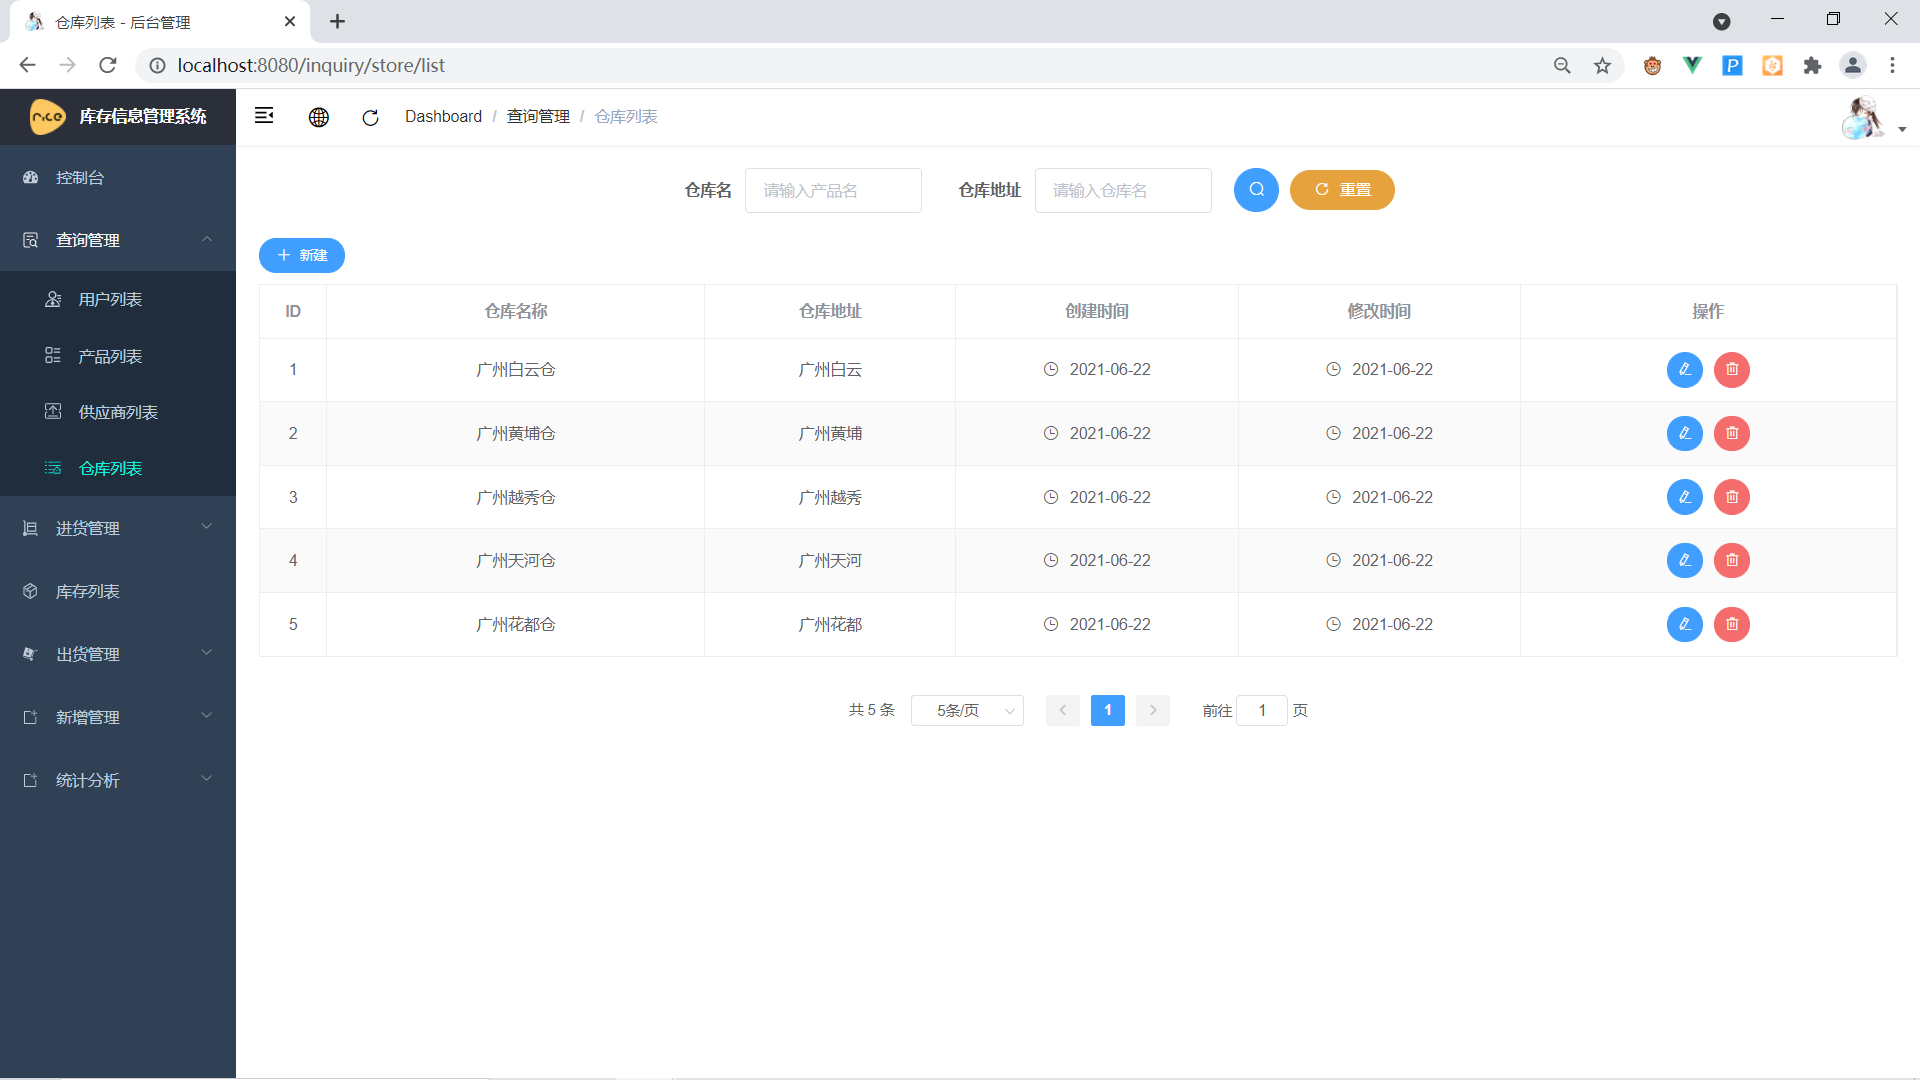 仓库列表 - 后台管理
localhost:8080/inquiry/store/list
nice 库存信息管理系统
Dashboard / 查询管理 / 仓库列表
控制台
查询管理
用户列表
产品列表
供应商列表
仓库列表
进货管理
库存列表
出货管理
新增管理
统计分析
仓库名 请输入产品名 仓库地址 请输入仓库名 重置
新建
ID 仓库名称 仓库地址 创建时间 修改时间 操作
1 广州白云仓 广州白云 2021-06-22 2021-06-22
2 广州黄埔仓 广州黄埔 2021-06-22 2021-06-22
3 广州越秀仓 广州越秀 2021-06-22 2021-06-22
4 广州天河仓 广州天河 2021-06-22 2021-06-22
5 广州花都仓 广州花都 2021-06-22 2021-06-22
共 5 条 5条/页 1 前往 1 页